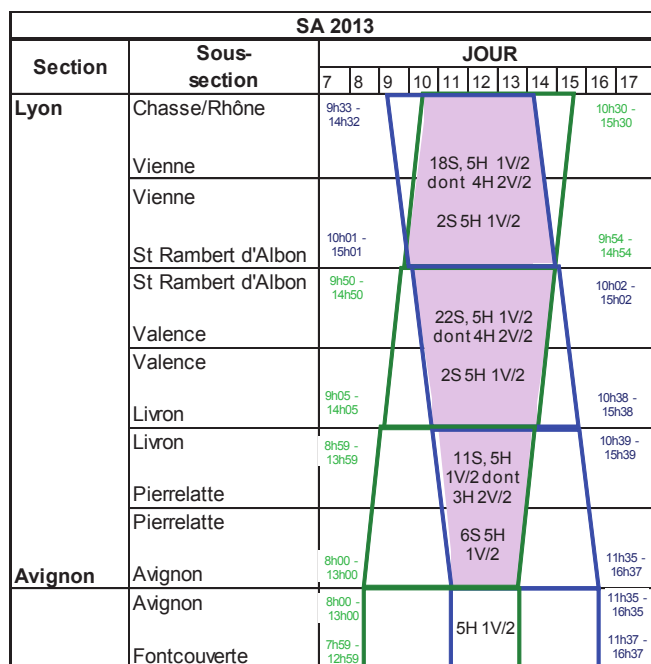 SA 2013
Section Sous-section JOUR
7 8 9 10 11 12 13 14 15 16 17
Lyon Chasse/Rhône 9h33 - 14h32 10h30 - 15h30
Vienne 18S, 5H 1V/2
dont 4H 2V/2
Vienne
2S 5H 1V/2
St Rambert d'Albon 10h01 - 15h01 9h54 - 14h54
St Rambert d'Albon 9h50 - 14h50 10h02 - 15h02
22S, 5H 1V/2
Valence dont 4H 2V/2
Valence
2S 5H 1V/2
Livron 9h05 - 14h05 10h38 - 15h38
Livron 8h59 - 13h59 10h39 - 15h39
11S, 5H
1V/2 dont
Pierrelatte 3H 2V/2
Pierrelatte
6S 5H
1V/2
Avignon Avignon 8h00 - 13h00 11h35 - 16h37
Avignon 8h00 - 13h00 11h35 - 16h35
5H 1V/2
Fontcouverte 7h59 - 12h59 11h37 - 16h37